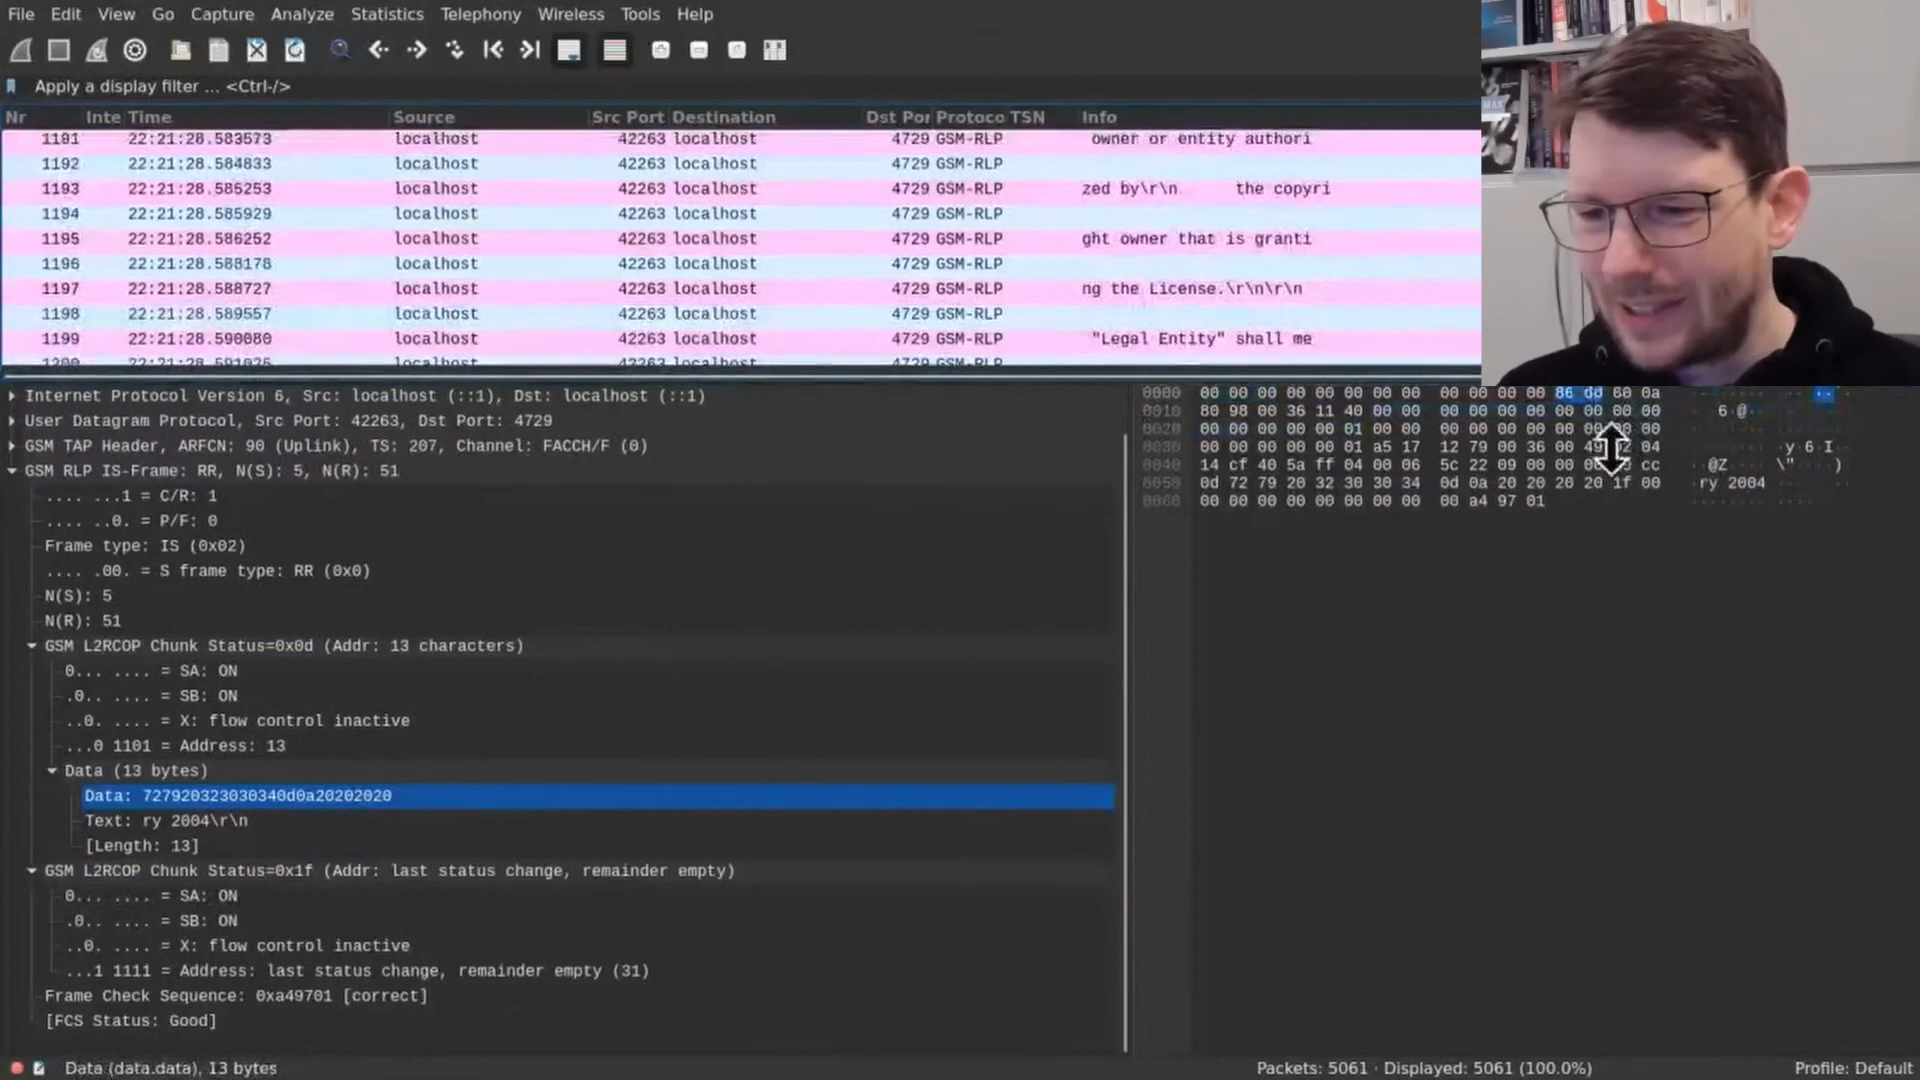 File Edit View Go Capture Analyze Statistics Telephony Wireless Tools Help
Apply a display filter ... <Ctrl-/>
Nr Inte Time Source Src Port Destination Dst Por Protoco TSN Info
1191 22:21:28.583573 localhost 42263 localhost 4729 GSM-RLP owner or entity authori
1192 22:21:28.584833 localhost 42263 localhost 4729 GSM-RLP
1193 22:21:28.585253 localhost 42263 localhost 4729 GSM-RLP zed by\r\n the copyri
1194 22:21:28.585929 localhost 42263 localhost 4729 GSM-RLP
1195 22:21:28.586252 localhost 42263 localhost 4729 GSM-RLP ght owner that is granti
1196 22:21:28.588178 localhost 42263 localhost 4729 GSM-RLP
1197 22:21:28.588727 localhost 42263 localhost 4729 GSM-RLP ng the License.\r\n\r\n
1198 22:21:28.589557 localhost 42263 localhost 4729 GSM-RLP
1199 22:21:28.590080 localhost 42263 localhost 4729 GSM-RLP "Legal Entity" shall me
Internet Protocol Version 6, Src: localhost (::1), Dst: localhost (::1)
User Datagram Protocol, Src Port: 42263, Dst Port: 4729
GSM TAP Header, ARFCN: 90 (Uplink), TS: 207, Channel: FACCH/F (0)
GSM RLP IS-Frame: RR, N(S): 5, N(R): 51
.... ...1 = C/R: 1
.... ..0. = P/F: 0
Frame type: IS (0x02)
.... .00. = S frame type: RR (0x0)
N(S): 5
N(R): 51
GSM L2RCOP Chunk Status=0x0d (Addr: 13 characters)
0... .... = SA: ON
.0.. .... = SB: ON
..0. .... = X: flow control inactive
...0 1101 = Address: 13
Data (13 bytes)
Data: 727920323030340d0a20202020
Text: ry 2004\r\n
[Length: 13]
GSM L2RCOP Chunk Status=0x1f (Addr: last status change, remainder empty)
0... .... = SA: ON
.0.. .... = SB: ON
..0. .... = X: flow control inactive
...1 1111 = Address: last status change, remainder empty (31)
Frame Check Sequence: 0xa49701 [correct]
[FCS Status: Good]
0000 00 00 00 00 00 00 00 00 00 00 00 00 86 dd 60 0a
0010 80 98 00 36 11 40 00 00 00 00 00 00 00 00 00 00 6 @
0020 00 00 00 00 00 01 00 00 00 00 00 00 00 00 00 00
0030 00 00 00 00 00 01 a5 17 12 79 00 36 00 49 04 y 6 I
0040 14 cf 40 5a ff 04 00 06 5c 22 09 00 00 cc @Z \" )
0050 0d 72 79 20 32 30 30 34 0d 0a 20 20 20 20 1f 00 ry 2004
0060 00 00 00 00 00 00 00 00 00 a4 97 01
Data (data.data), 13 bytes
Packets: 5061 · Displayed: 5061 (100.0%)
Profile: Default